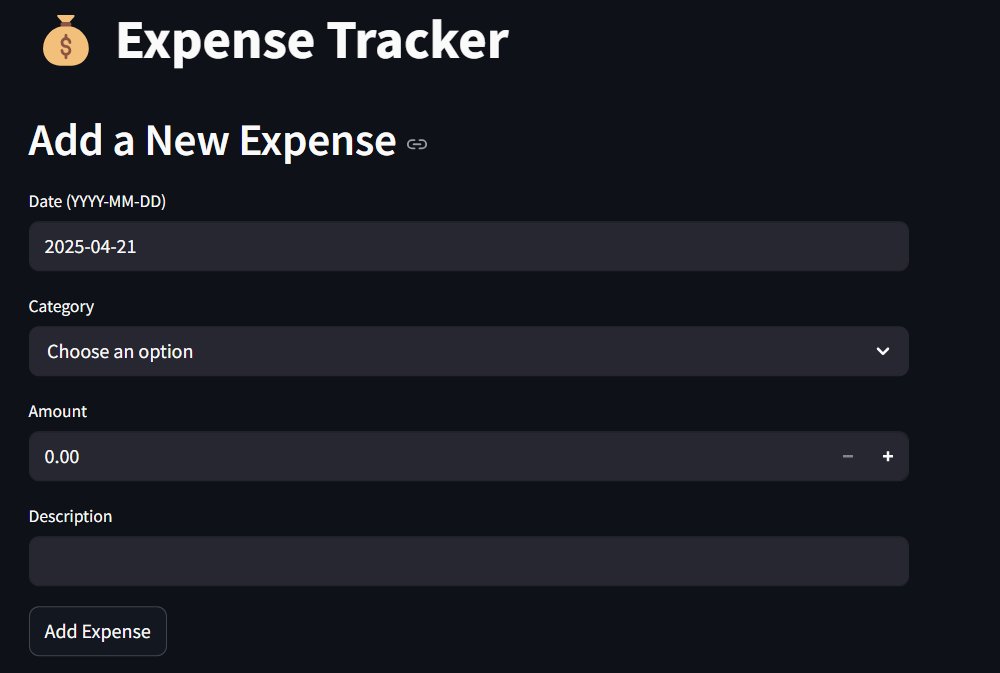 Expense Tracker
Add a New Expense
Date (YYYY-MM-DD)
2025-04-21
Category
Choose an option
Amount
0.00
Description
Add Expense